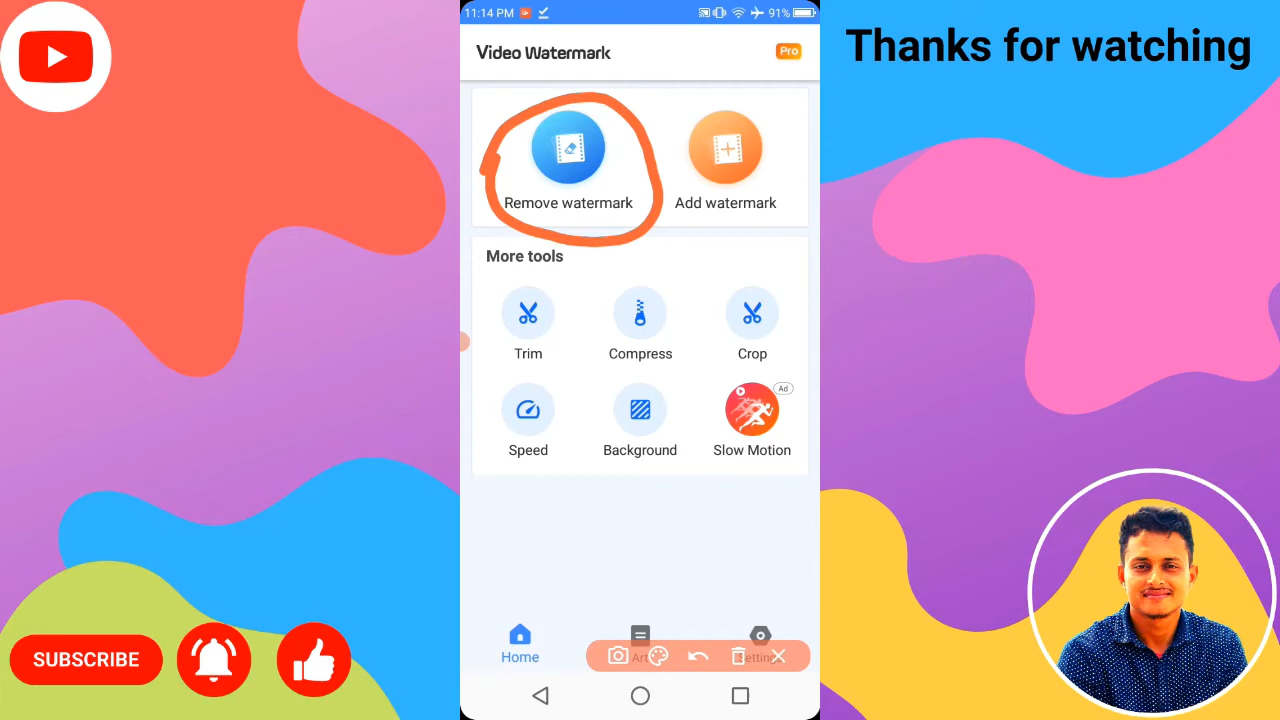 11:14 PM
91%
Thanks for watching
Video Watermark
Pro
Remove watermark
Add watermark
More tools
Trim
Compress
Crop
Ad
Speed
Background
Slow Motion
Home
Settings
SUBSCRIBE